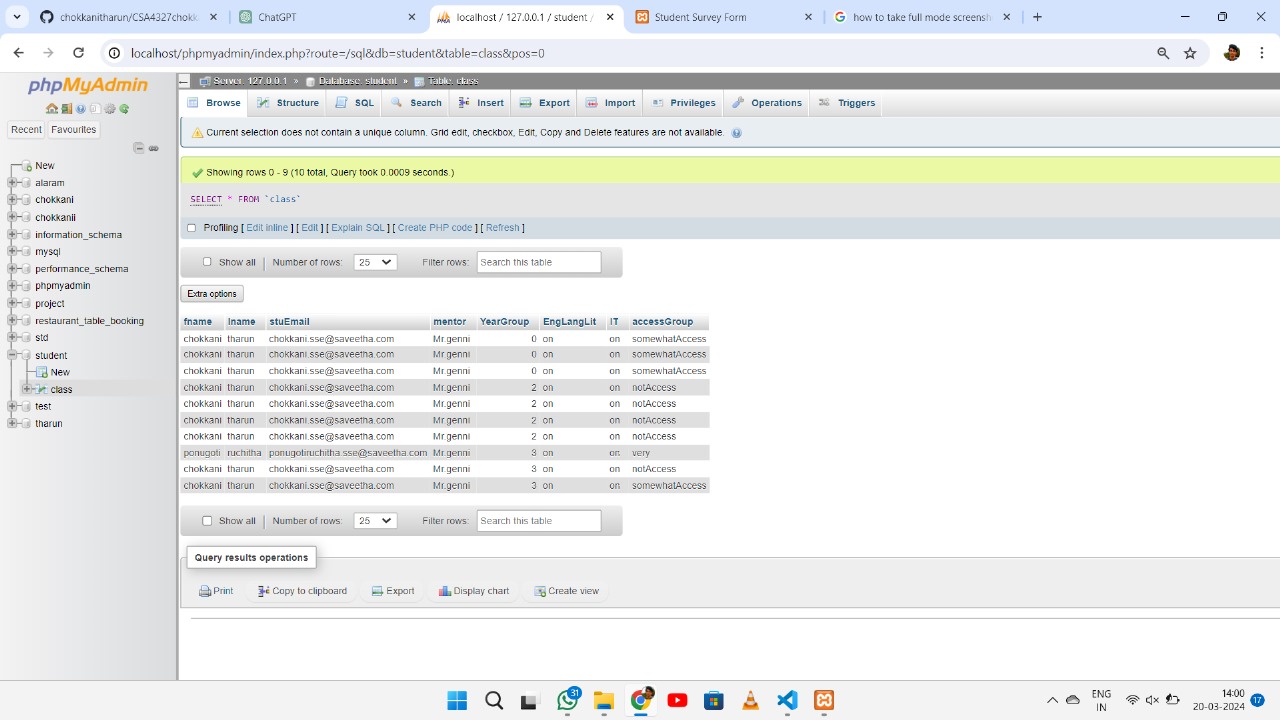 chokkanitharun/CSA4327chokk
ChatGPT
localhost / 127.0.0.1 / student /
Student Survey Form
how to take full mode screensh
localhost/phpmyadmin/index.php?route=/sql&db=student&table=class&pos=0
phpMyAdmin
Recent Favourites
New
alaram
chokkani
chokkanii
information_schema
mysql
performance_schema
phpmyadmin
project
restaurant_table_booking
std
student
New
class
test
tharun
Server: 127.0.0.1 » Database: student » Table: class
Browse Structure SQL Search Insert Export Import Privileges Operations Triggers
Current selection does not contain a unique column. Grid edit, checkbox, Edit, Copy and Delete features are not available.
Showing rows 0 - 9 (10 total, Query took 0.0009 seconds.)
SELECT * FROM `class`
Profiling [ Edit inline ] [ Edit ] [ Explain SQL ] [ Create PHP code ] [ Refresh ]
Show all | Number of rows: 25 Filter rows: Search this table
Extra options
fname lname stuEmail mentor YearGroup EngLangLit IT accessGroup
chokkani tharun chokkani.sse@saveetha.com Mr.genni 0 on on somewhatAccess
chokkani tharun chokkani.sse@saveetha.com Mr.genni 0 on on somewhatAccess
chokkani tharun chokkani.sse@saveetha.com Mr.genni 0 on on somewhatAccess
chokkani tharun chokkani.sse@saveetha.com Mr.genni 2 on on notAccess
chokkani tharun chokkani.sse@saveetha.com Mr.genni 2 on on notAccess
chokkani tharun chokkani.sse@saveetha.com Mr.genni 2 on on notAccess
chokkani tharun chokkani.sse@saveetha.com Mr.genni 2 on on notAccess
ponugoti ruchitha ponugotiruchitha.sse@saveetha.com Mr.genni 3 on on very
chokkani tharun chokkani.sse@saveetha.com Mr.genni 3 on on notAccess
chokkani tharun chokkani.sse@saveetha.com Mr.genni 3 on on somewhatAccess
Show all | Number of rows: 25 Filter rows: Search this table
Query results operations
Print Copy to clipboard Export Display chart Create view
31
ENG
IN
14:00
20-03-2024
17